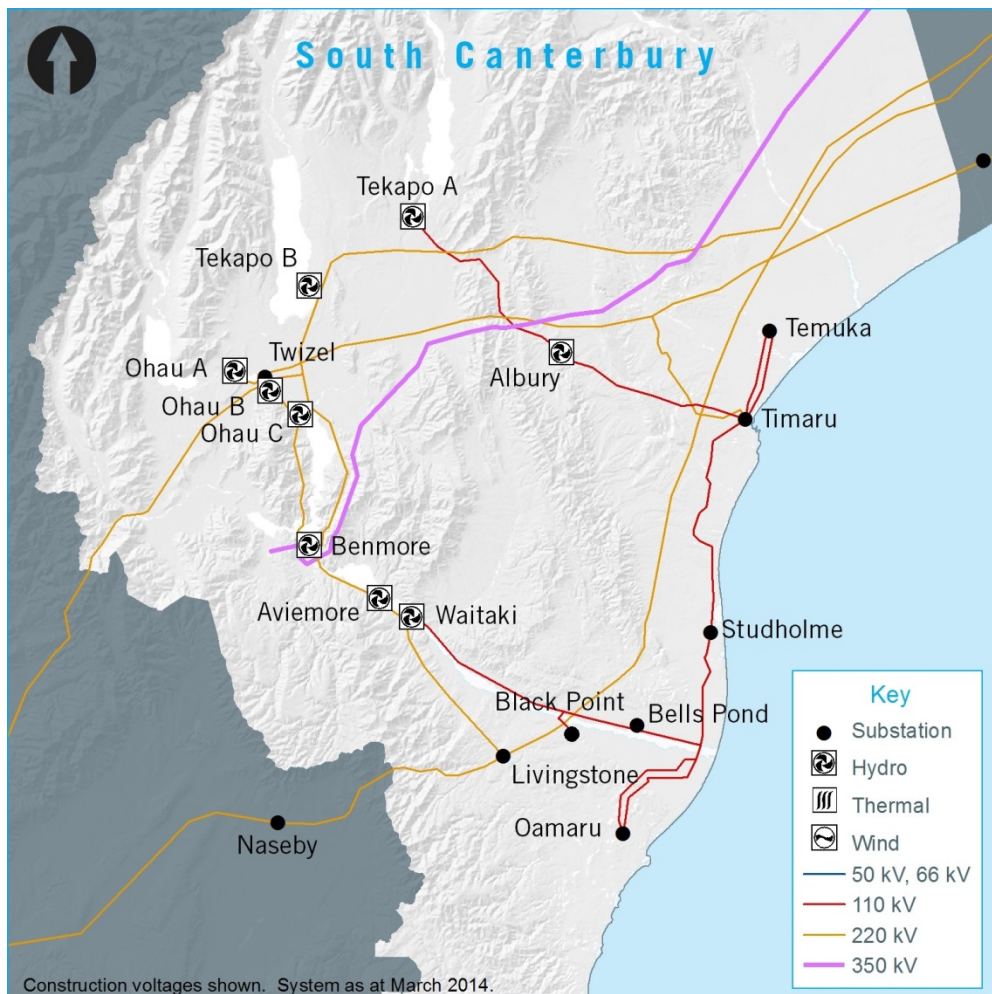 South Canterbury
Tekapo A
Tekapo B
Temuka
Twizel
Ohau A
Albury
Ohau B
Timaru
Ohau C
Benmore
Aviemore
Waitaki
Studholme
Black Point
Bells Pond
Livingstone
Oamaru
Naseby
Key
Substation
Hydro
Thermal
Wind
50 kV, 66 kV
110 kV
220 kV
350 kV
Construction voltages shown.  System as at March 2014.